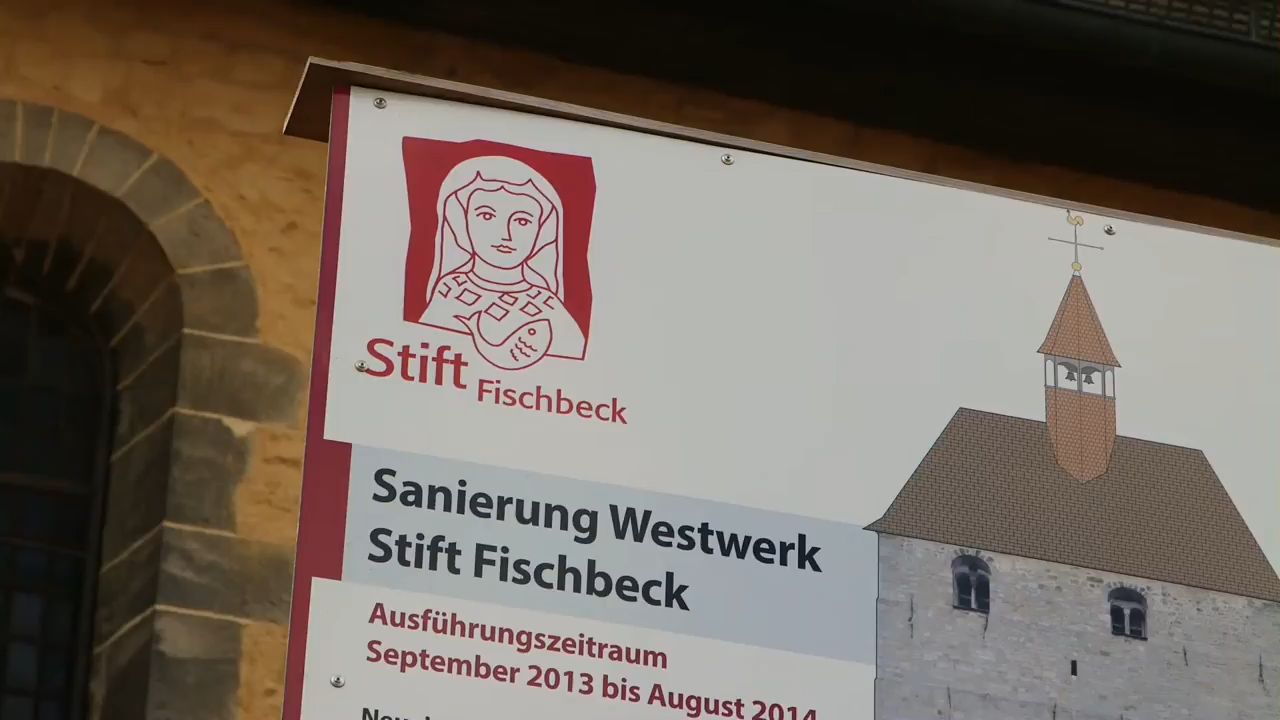 Stift Fischbeck
Sanierung Westwerk
Stift Fischbeck
Ausführungszeitraum
September 2013 bis August 2014